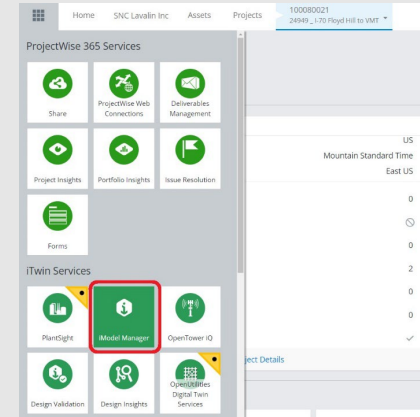 Home SNC Lavalin Inc Assets Projects 100080021
24949 _ I-70 Floyd Hill to VMT
ProjectWise 365 Services
Share
ProjectWise Web
Connections
Deliverables
Management
Project Insights
Portfolio Insights
Issue Resolution
Forms
iTwin Services
PlantSight
iModel Manager
OpenTower iQ
Design Validation
Design Insights
OpenUtilities
Digital Twin
Services
US
Mountain Standard Time
East US
0
0
2
0
0
ject Details